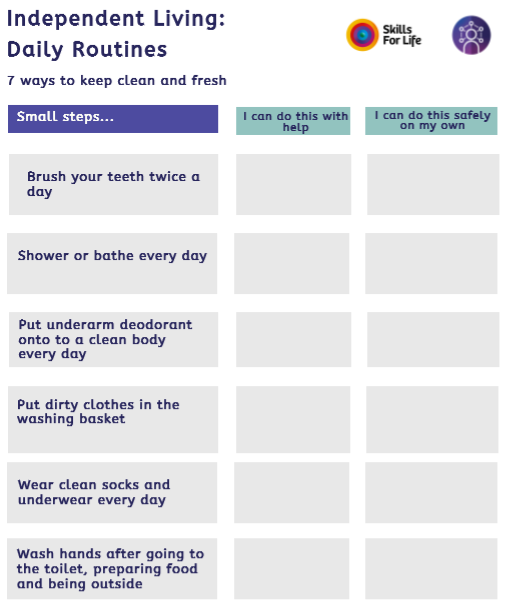 Independent Living:
Daily Routines
Skills
For Life
7 ways to keep clean and fresh
Small steps...
I can do this with
help
I can do this safely
on my own
Brush your teeth twice a
day
Shower or bathe every day
Put underarm deodorant
onto to a clean body
every day
Put dirty clothes in the
washing basket
Wear clean socks and
underwear every day
Wash hands after going to
the toilet, preparing food
and being outside